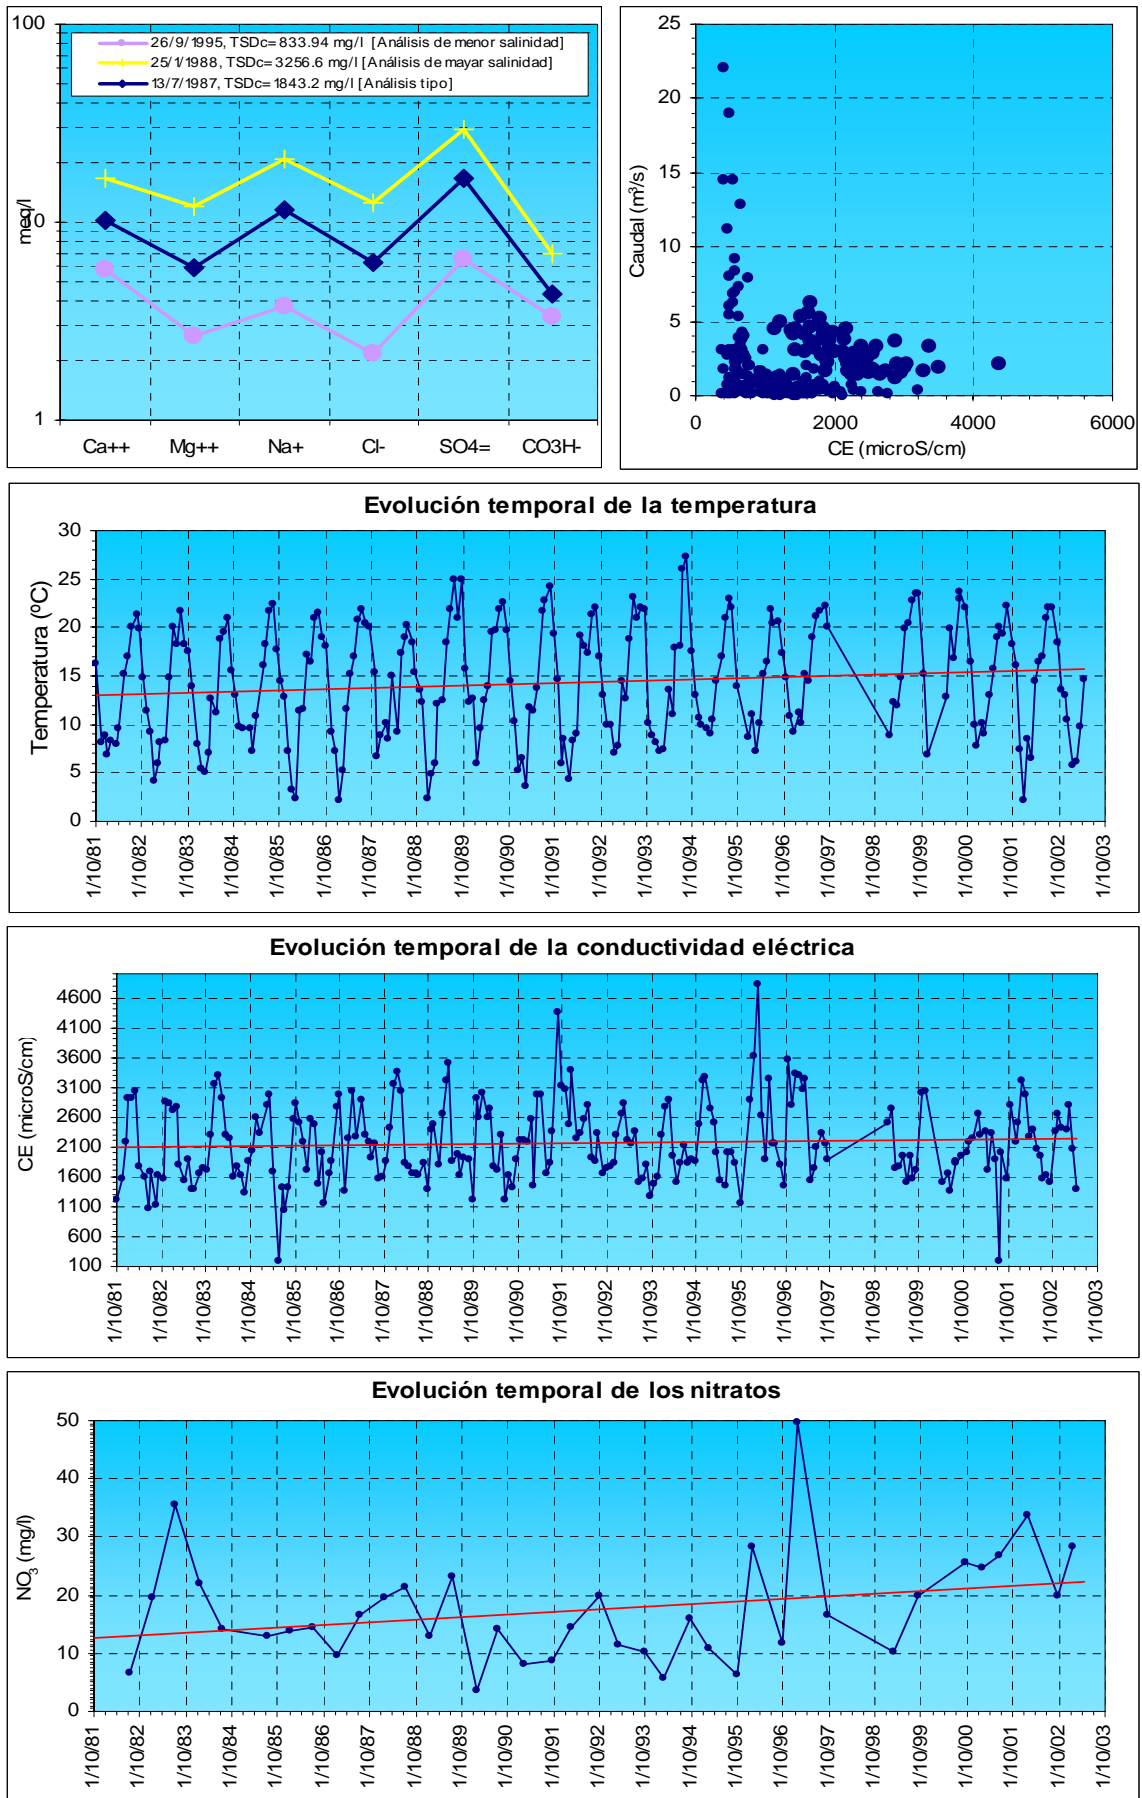 100
10
1
meq/l
26/9/1995, TSDc= 833.94 mg/l [Análisis de menor salinidad]
25/1/1988, TSDc= 3256.6 mg/l [Análisis de mayar salinidad]
13/7/1987, TSDc= 1843.2 mg/l [Análisis tipo]
Ca++ Mg++ Na+ Cl- SO4= CO3H-
25
20
15
10
5
0
Caudal (m³/s)
0 2000 4000 6000
CE (microS/cm)
Evolución temporal de la temperatura
30
25
20
15
10
5
0
Temperatura (ºC)
1/10/81 1/10/82 1/10/83 1/10/84 1/10/85 1/10/86 1/10/87 1/10/88 1/10/89 1/10/90 1/10/91 1/10/92 1/10/93 1/10/94 1/10/95 1/10/96 1/10/97 1/10/98 1/10/99 1/10/00 1/10/01 1/10/02 1/10/03
Evolución temporal de la conductividad eléctrica
4600
4100
3600
3100
2600
2100
1600
1100
600
100
CE (microS/cm)
1/10/81 1/10/82 1/10/83 1/10/84 1/10/85 1/10/86 1/10/87 1/10/88 1/10/89 1/10/90 1/10/91 1/10/92 1/10/93 1/10/94 1/10/95 1/10/96 1/10/97 1/10/98 1/10/99 1/10/00 1/10/01 1/10/02 1/10/03
Evolución temporal de los nitratos
50
40
30
20
10
0
NO₃ (mg/l)
1/10/81 1/10/82 1/10/83 1/10/84 1/10/85 1/10/86 1/10/87 1/10/88 1/10/89 1/10/90 1/10/91 1/10/92 1/10/93 1/10/94 1/10/95 1/10/96 1/10/97 1/10/98 1/10/99 1/10/00 1/10/01 1/10/02 1/10/03